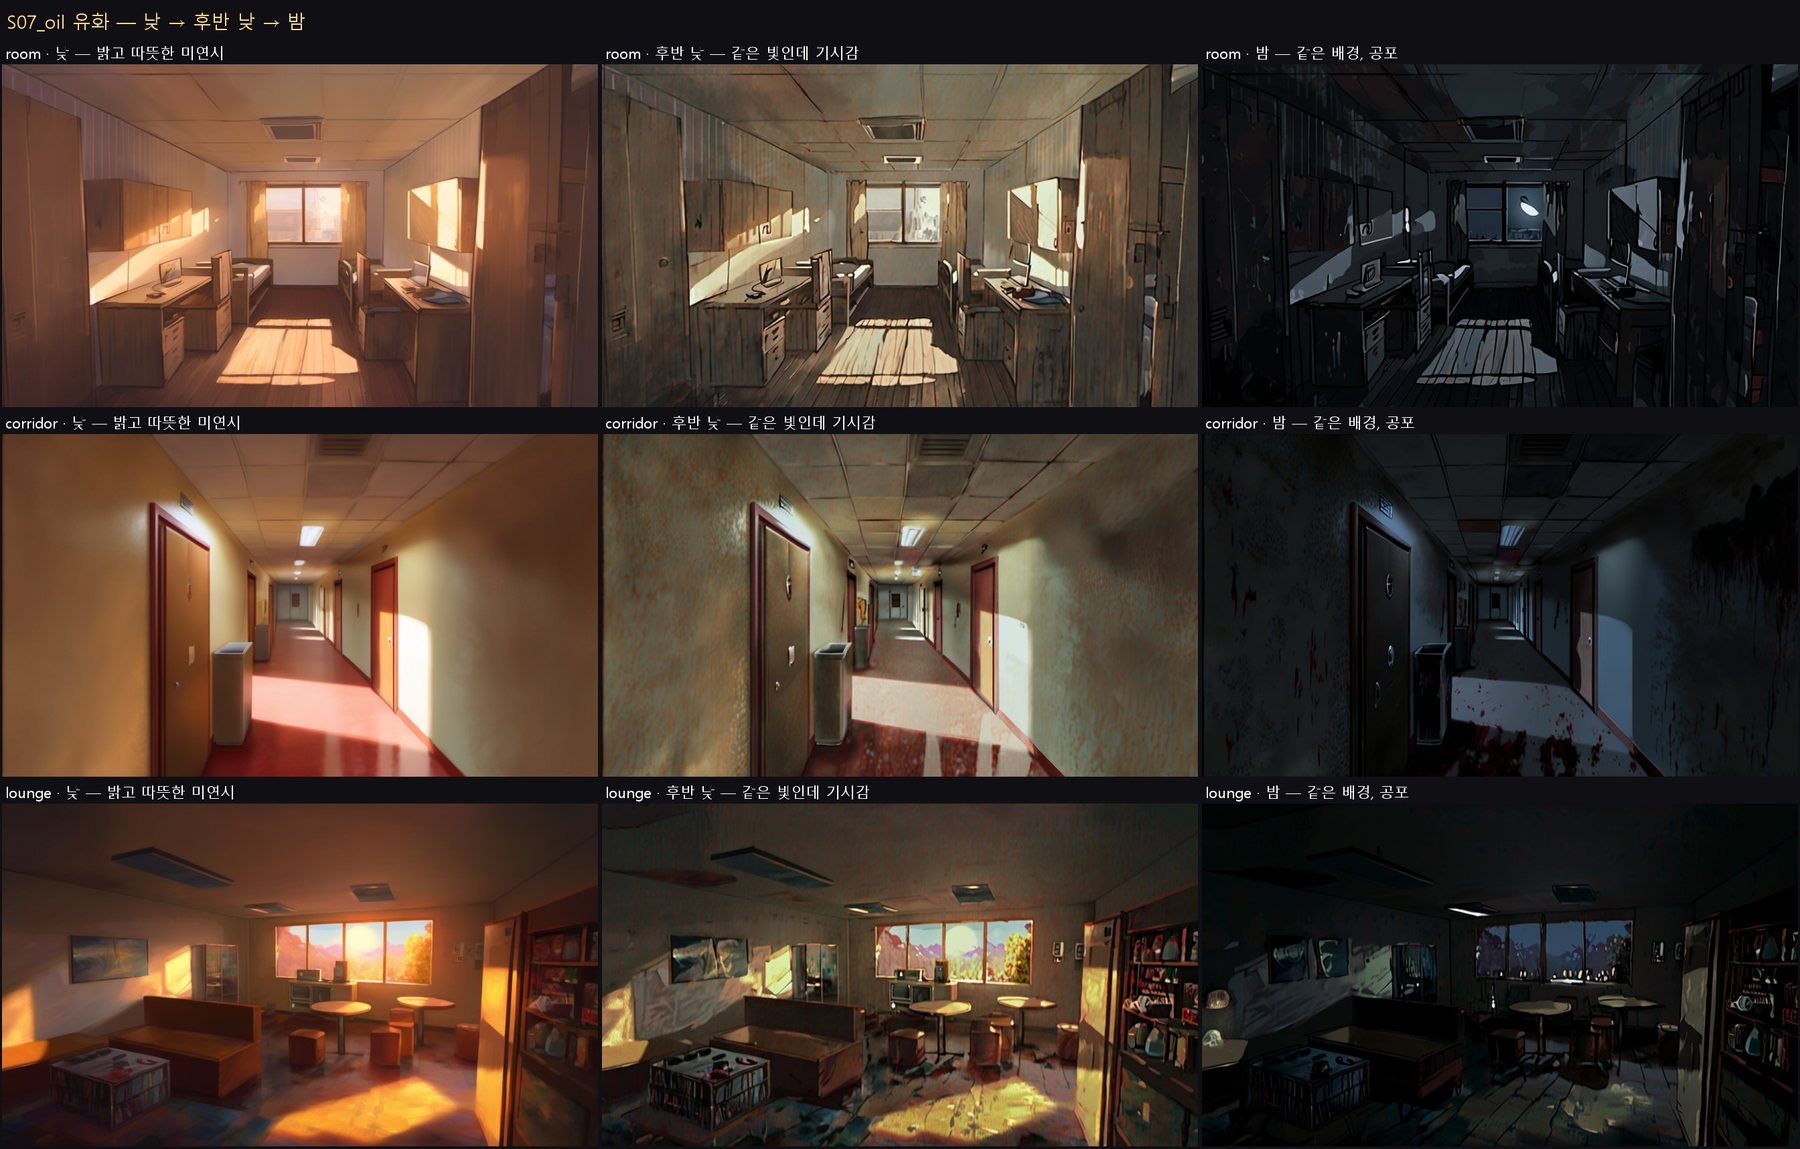 S07_oil 유화 — 낮 → 후반 낮 → 밤
room · 낮 — 밝고 따뜻한 미연시
room · 후반 낮 — 같은 빛인데 기시감
room · 밤 — 같은 배경, 공포
corridor · 낮 — 밝고 따뜻한 미연시
corridor · 후반 낮 — 같은 빛인데 기시감
corridor · 밤 — 같은 배경, 공포
lounge · 낮 — 밝고 따뜻한 미연시
lounge · 후반 낮 — 같은 빛인데 기시감
lounge · 밤 — 같은 배경, 공포